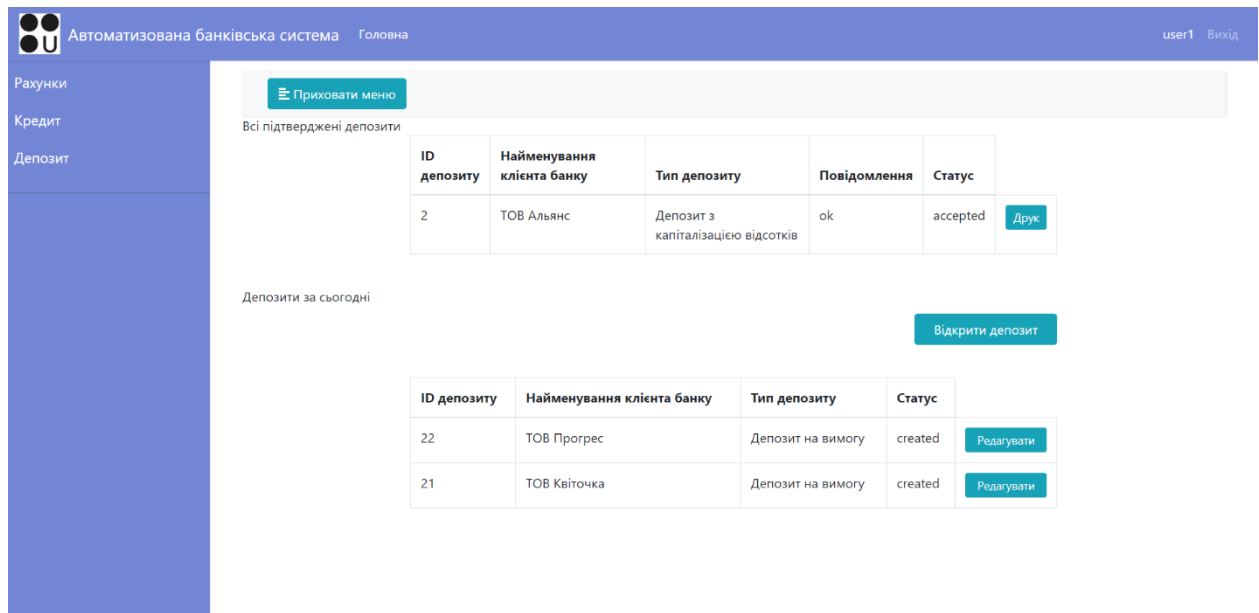 U Автоматизована банківська система Головна user1 Вихід
Рахунки
Кредит
Депозит
Приховати меню
Всі підтверджені депозити
ID депозиту Найменування клієнта банку Тип депозиту Повідомлення Статус
2 ТОВ Альянс Депозит з капіталізацією відсотків ok accepted Друк
Депозити за сьогодні
Відкрити депозит
ID депозиту Найменування клієнта банку Тип депозиту Статус
22 ТОВ Прогрес Депозит на вимогу created Редагувати
21 ТОВ Квіточка Депозит на вимогу created Редагувати